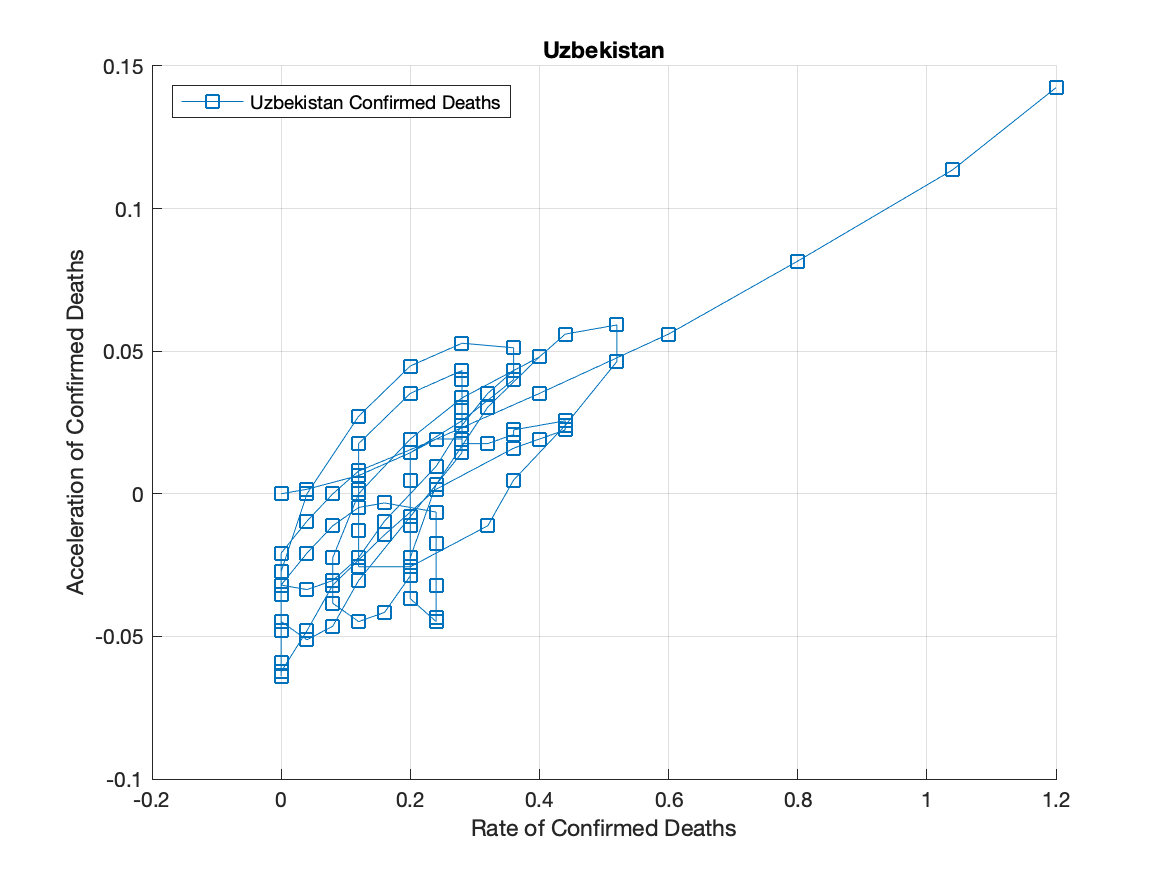 Uzbekistan
0.15
Uzbekistan Confirmed Deaths
0.1
0.05
0
-0.05
-0.1
Acceleration of Confirmed Deaths
-0.2 0 0.2 0.4 0.6 0.8 1 1.2
Rate of Confirmed Deaths